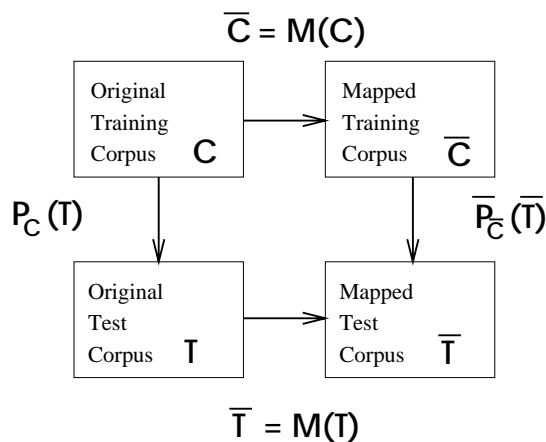 C̅ = M(C)
Original
Training
Corpus C
Mapped
Training
Corpus C̅
P_C (T)
P̅_C̅ (T̅)
Original
Test
Corpus T
Mapped
Test
Corpus T̅
T̅ = M(T)